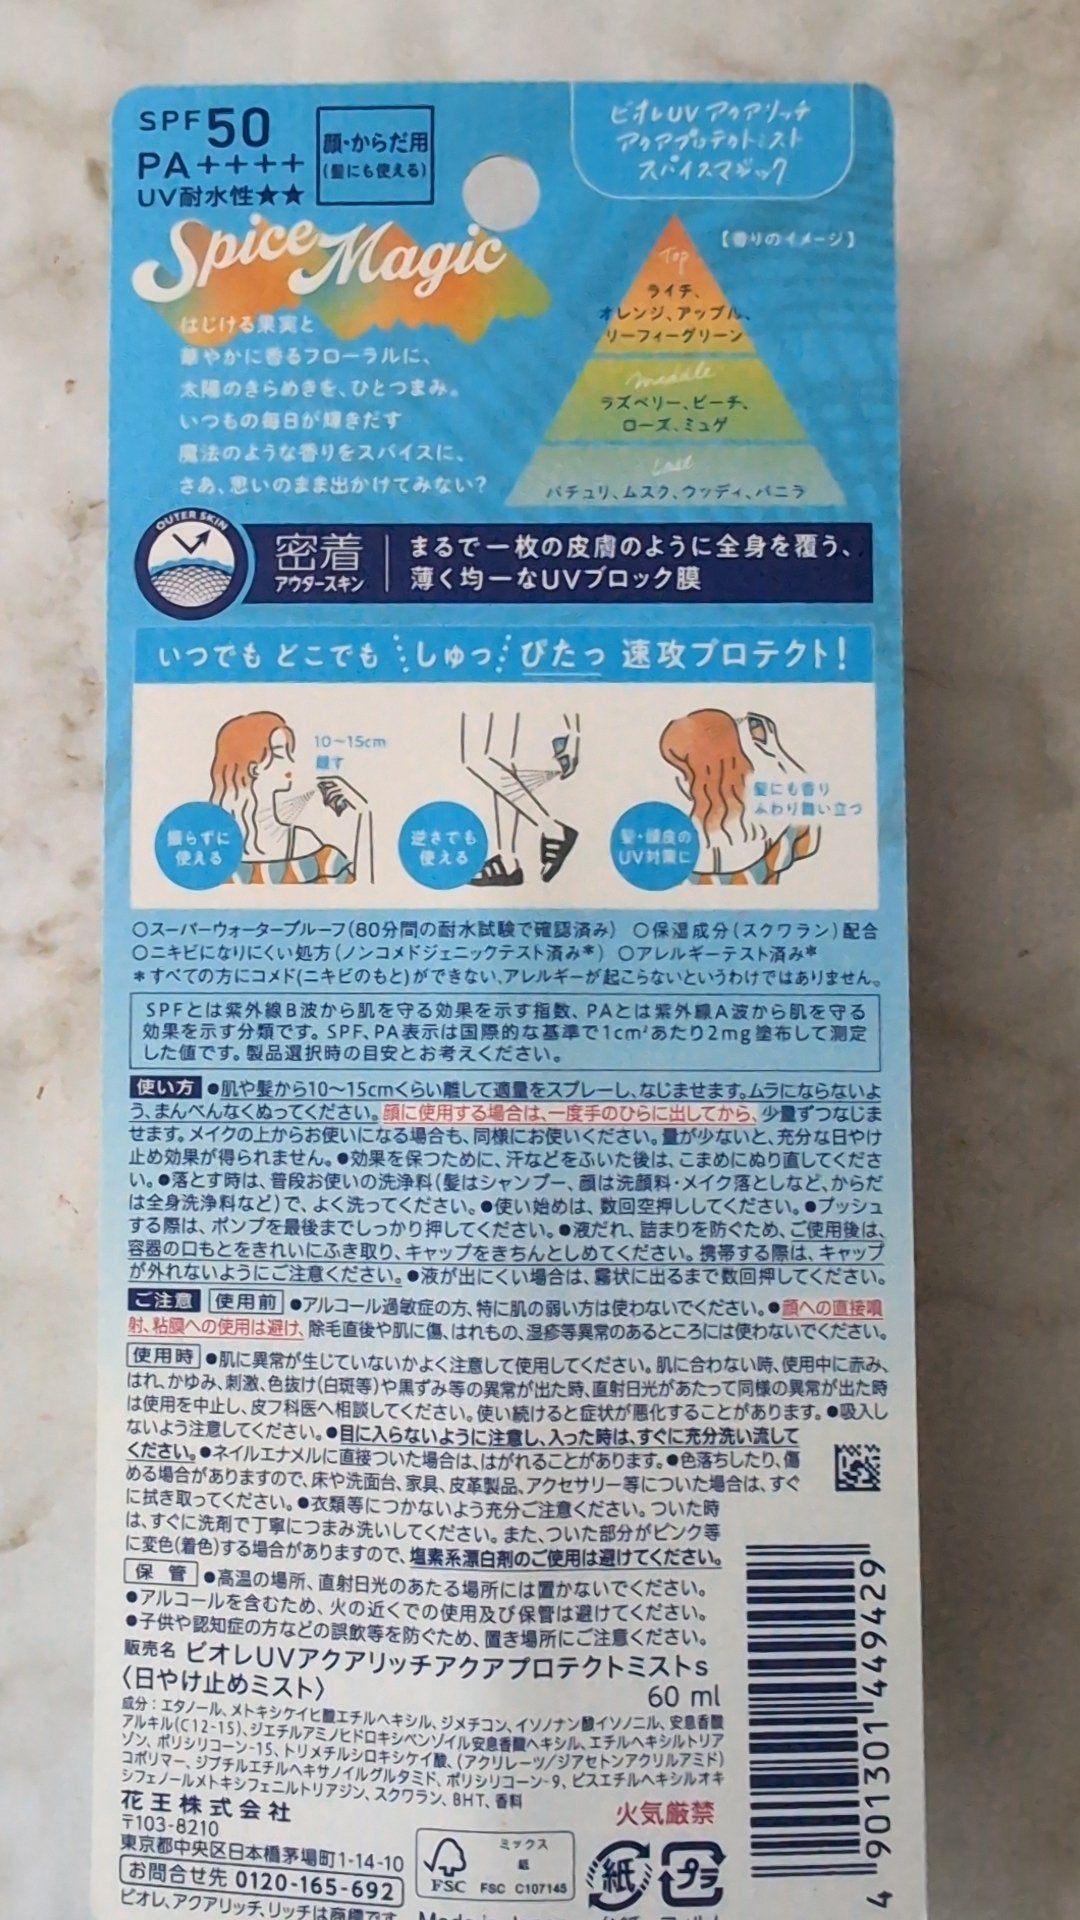 SPF50
PA++++
UV耐水性★★
顔・からだ用
(髪にも使える)
ビオレUV アクアリッチ
アクアプロテクトミスト
スパイスマジック
Spice Magic
はじける果実と
華やかに香るフローラルに、
太陽のきらめきを、ひとつまみ。
いつもの毎日が輝きだす
魔法のような香りをスパイスに、
さあ、思いのまま出かけてみない?
【香りのイメージ】
Top
ライチ、
オレンジ、アップル、
リーフィーグリーン
middle
ラズベリー、ピーチ、
ローズ、ミュゲ
Last
パチュリ、ムスク、ウッディ、バニラ
OUTER SKIN
密着
アウタースキン
まるで一枚の皮膚のように全身を覆う、
薄く均一なUVブロック膜
いつでも どこでも しゅっ ぴたっ 速攻プロテクト!
10~15cm
離す
振らずに
使える
逆さでも
使える
髪・頭皮の
UV対策に
髪にも香り
ふわり舞い立つ
○スーパーウォータープルーフ(80分間の耐水試験で確認済み) ○保湿成分(スクワラン)配合
○ニキビになりにくい処方(ノンコメドジェニックテスト済み*) ○アレルギーテスト済み*
*すべての方にコメド(ニキビのもと)ができない、アレルギーが起こらないというわけではありません。
SPFとは紫外線B波から肌を守る効果を示す指数、PAとは紫外線A波から肌を守る
効果を示す分類です。SPF、PA表示は国際的な基準で1cm²あたり2mg塗布して測定
した値です。製品選択時の目安とお考えください。
使い方 ●肌や髪から10~15cmくらい離して適量をスプレーし、なじませます。ムラにならないよ
う、まんべんなくぬってください。顔に使用する場合は、一度手のひらに出してから、少量ずつなじま
せます。メイクの上からお使いになる場合も、同様にお使いください。量が少ないと、充分な日やけ
止め効果が得られません。●効果を保つために、汗などをふいた後は、こまめにぬり直してくださ
い。●落とす時は、普段お使いの洗浄料(髪はシャンプー、顔は洗顔料・メイク落としなど、からだ
は全身洗浄料など)で、よく洗ってください。●使い始めは、数回空押ししてください。●プッシュ
する際は、ポンプを最後までしっかり押してください。●液だれ、詰まりを防ぐため、ご使用後は、
容器の口もとをきれいにふき取り、キャップをきちんとしめてください。携帯する際は、キャップ
が外れないようにご注意ください。●液が出にくい場合は、霧状に出るまで数回押してください。
ご注意 使用前 ●アルコール過敏症の方、特に肌の弱い方は使わないでください。●顔への直接噴
射、粘膜への使用は避け、除毛直後や肌に傷、はれもの、湿疹等異常のあるところには使わないでください。
使用時 ●肌に異常が生じていないかよく注意して使用してください。肌に合わない時、使用中に赤み、
はれ、かゆみ、刺激、色抜け(白斑等)や黒ずみ等の異常が出た時、直射日光があたって同様の異常が出た時
は使用を中止し、皮フ科医へ相談してください。使い続けると症状が悪化することがあります。●吸入し
ないよう注意してください。●目に入らないように注意し、入った時は、すぐに充分洗い流して
ください。●ネイルエナメルに直接ついた場合は、はがれることがあります。●色落ちしたり、傷
める場合がありますので、床や洗面台、家具、皮革製品、アクセサリー等についた場合は、すぐ
に拭き取ってください。●衣類等につかないよう充分ご注意ください。ついた時
は、すぐに洗剤で丁寧につまみ洗いしてください。また、ついた部分がピンク等
に変色(着色)する場合がありますので、塩素系漂白剤のご使用は避けてください。
保 管 ●高温の場所、直射日光のあたる場所には置かないでください。
●アルコールを含むため、火の近くでの使用及び保管は避けてください。
●子供や認知症の方などの誤飲等を防ぐため、置き場所にご注意ください。
販売名 ビオレUVアクアリッチアクアプロテクトミストs
〈日やけ止めミスト〉
60 ml
成分：エタノール、メトキシケイヒ酸エチルヘキシル、ジメチコン、イソノナン酸イソノニル、安息香酸
アルキル(C12-15)、ジエチルアミノヒドロキシベンゾイル安息香酸ヘキシル、エチルヘキシルトリア
ゾン、ポリシリコーン-15、トリメチルシロキシケイ酸、(アクリレーツ/ジアセトンアクリルアミド)
コポリマー、ジブチルエチルヘキサノイルグルタミド、ポリシリコーン-9、ビスエチルヘキシルオキ
シフェノールメトキシフェニルトリアジン、スクワラン、BHT、香料
花王株式会社
〒103-8210
東京都中央区日本橋茅場町1-14-10
お問合せ先 0120-165-692
ビオレ、アクアリッチ、リッチは商標です
火気厳禁
FSC
ミックス
紙
FSC C107145
紙
プラ
Made in Japan
4 901301 449429